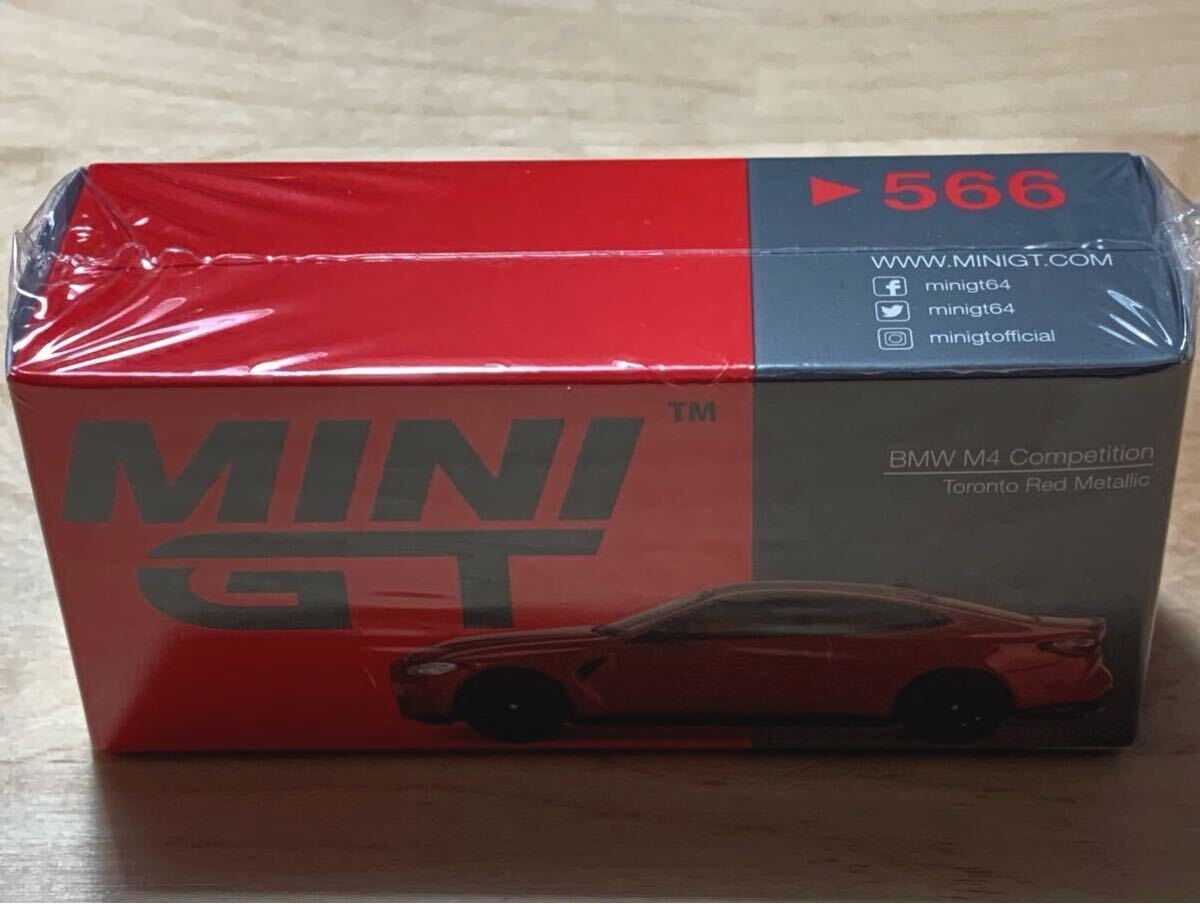 ►566
WWW.MINIGT.COM
minigt64
minigt64
minigtofficial
MINI ™
GT
BMW M4 Competition
Toronto Red Metallic